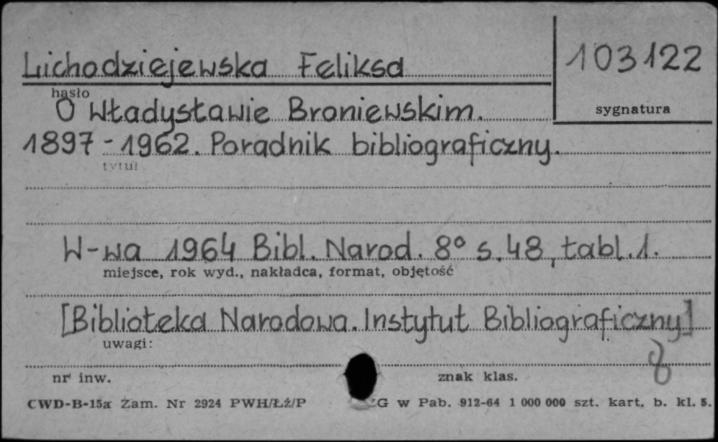 Lichodziejewska Feliksa
103122
hasło
sygnatura
O Władysławie Broniewskim.
1897-1962. Poradnik bibliograficzny.
tytuł
W-wa 1964 Bibl. Narod. 8° s. 48, tabl. 1.
miejsce, rok wyd., nakładca, format, objętość
[Biblioteka Narodowa. Instytut Bibliograficzny]
uwagi:
8
nr inw.
znak klas.
CWD-B-15a Zam. Nr 2924 PWH/Łż/P
G w Pab. 912-64 1 000 000 szt. kart. b. kl. 5.